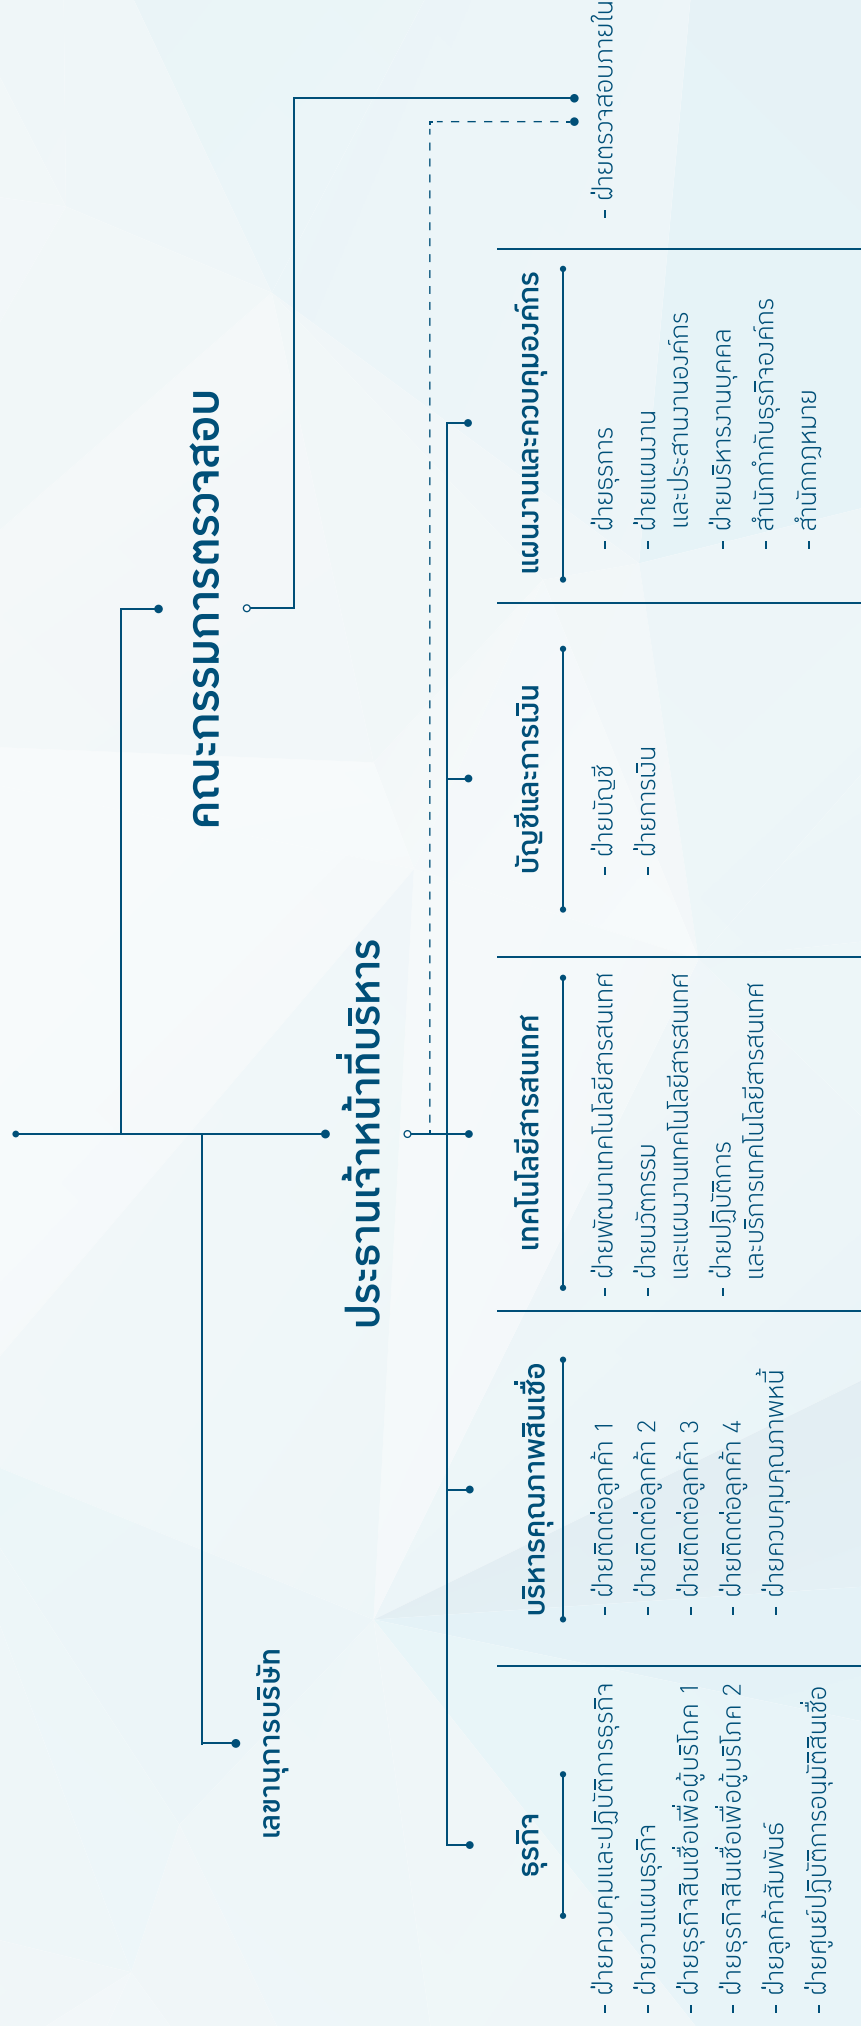 คณะกรรมการตรวจสอบ
เลขานุการบริษัท
ประธานเจ้าหน้าที่บริหาร
ธุรกิจ
- ฝ่ายควบคุมและปฏิบัติการธุรกิจ
- ฝ่ายวางแผนธุรกิจ
- ฝ่ายธุรกิจสินเชื่อเพื่อผู้บริโภค 1
- ฝ่ายธุรกิจสินเชื่อเพื่อผู้บริโภค 2
- ฝ่ายลูกค้าสัมพันธ์
- ฝ่ายศูนย์ปฏิบัติการอนุมัติสินเชื่อ
บริหารคุณภาพสินเชื่อ
- ฝ่ายติดต่อลูกค้า 1
- ฝ่ายติดต่อลูกค้า 2
- ฝ่ายติดต่อลูกค้า 3
- ฝ่ายติดต่อลูกค้า 4
- ฝ่ายควบคุมคุณภาพหนี้
เทคโนโลยีสารสนเทศ
- ฝ่ายพัฒนาเทคโนโลยีสารสนเทศ
- ฝ่ายนวัตกรรม
และแผนงานเทคโนโลยีสารสนเทศ
- ฝ่ายปฏิบัติการ
และบริการเทคโนโลยีสารสนเทศ
บัญชีและการเงิน
- ฝ่ายบัญชี
- ฝ่ายการเงิน
แผนงานและควบคุมองค์กร
- ฝ่ายธุรการ
- ฝ่ายแผนงาน
และประสานงานองค์กร
- ฝ่ายบริหารงานบุคคล
- สำนักกำกับธุรกิจองค์กร
- สำนักกฎหมาย
- ฝ่ายตรวจสอบภายใน